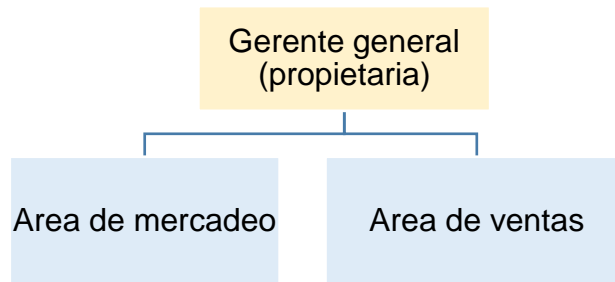 Gerente general
(propietaria)
Area de mercadeo
Area de ventas